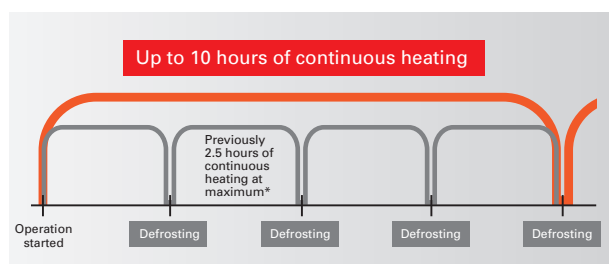 Up to 10 hours of continuous heating
Previously
2.5 hours of
continuous
heating at
maximum*
Operation
started
Defrosting
Defrosting
Defrosting
Defrosting